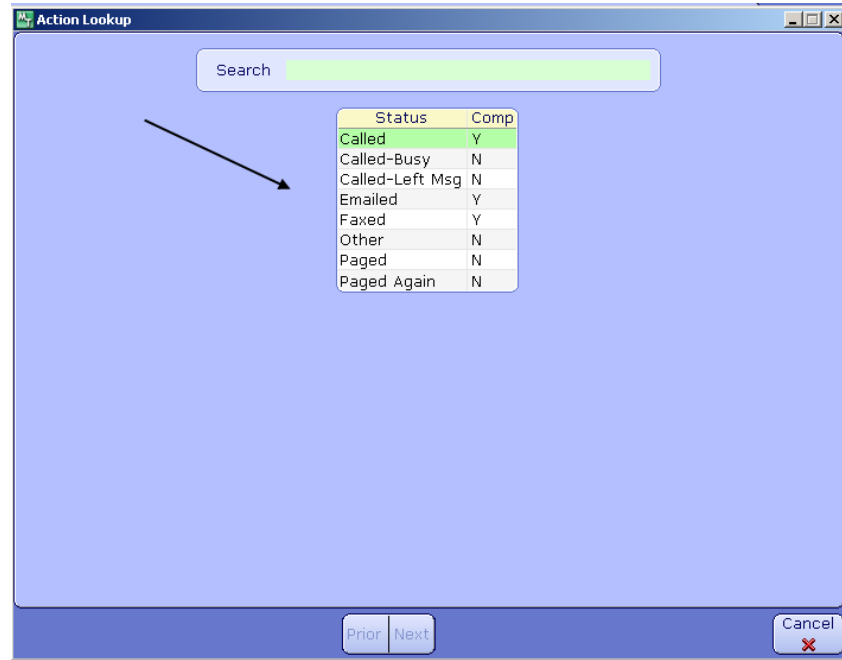 Action Lookup
Search
Status Comp
Called Y
Called-Busy N
Called-Left Msg N
Emailed Y
Faxed Y
Other N
Paged N
Paged Again N
Prior Next
Cancel